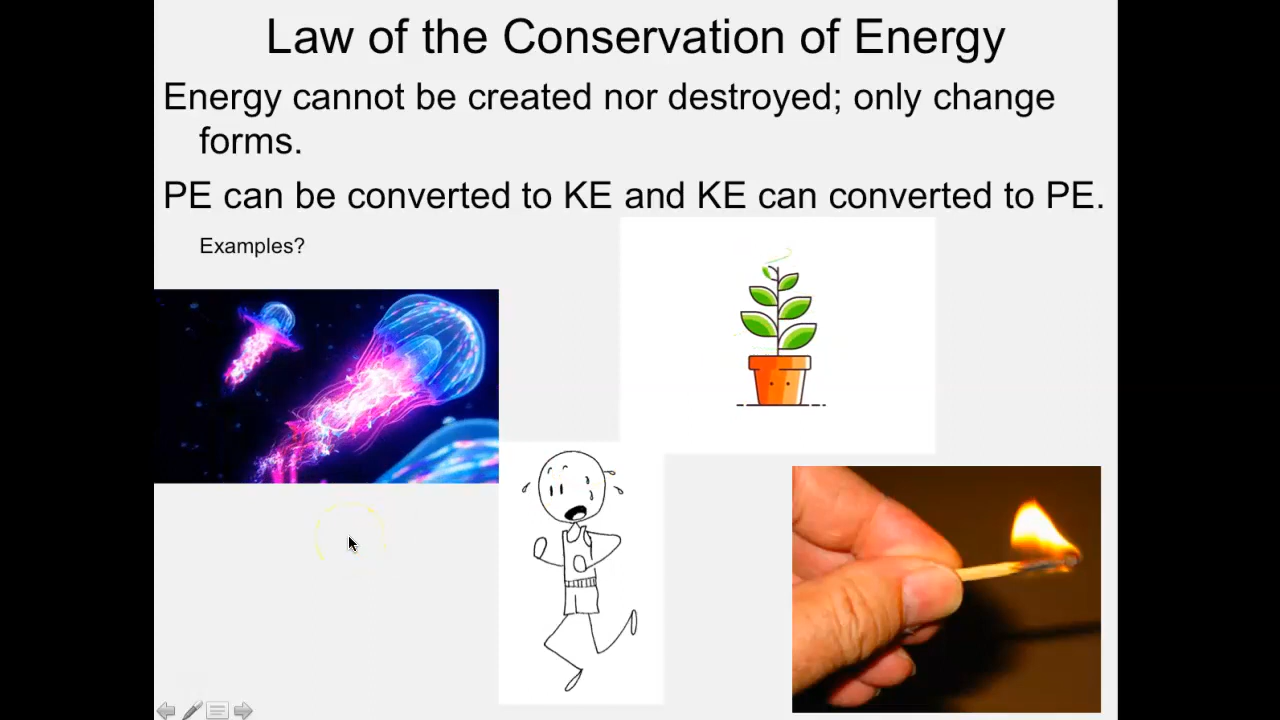 Law of the Conservation of Energy
Energy cannot be created nor destroyed; only change
forms.
PE can be converted to KE and KE can converted to PE.
Examples?